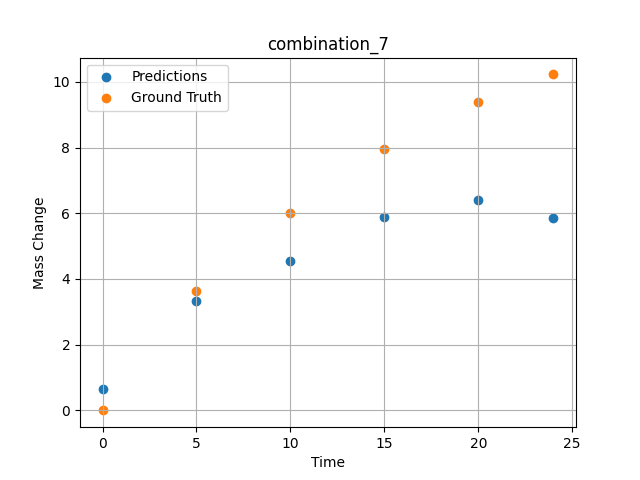 combination_7
Predictions
Ground Truth
Mass Change
10
8
6
4
2
0
0 5 10 15 20 25
Time